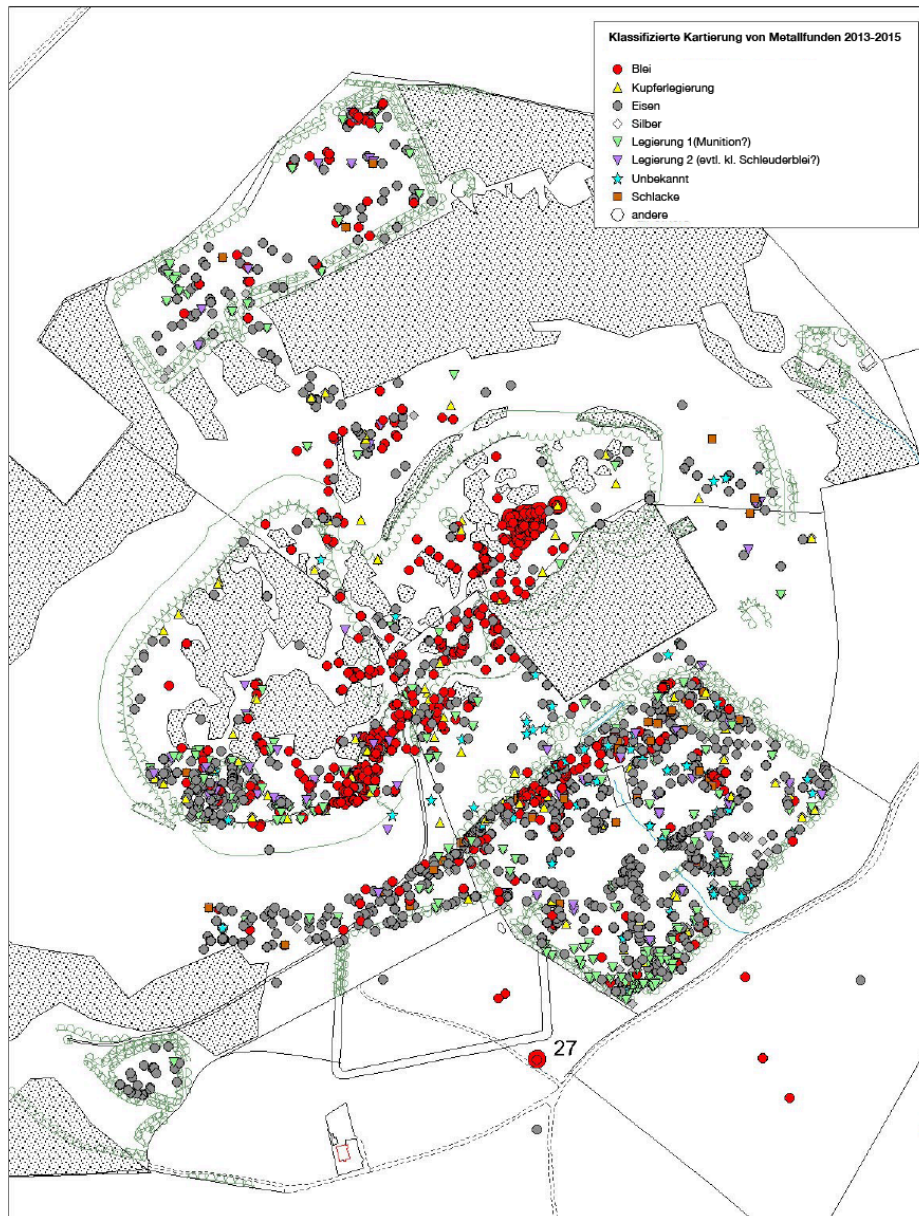 Klassifizierte Kartierung von Metallfunden 2013-2015
Blei
Kupferlegierung
Eisen
Silber
Legierung 1(Munition?)
Legierung 2 (evtl. kl. Schleuderblei?)
Unbekannt
Schlacke
andere
27